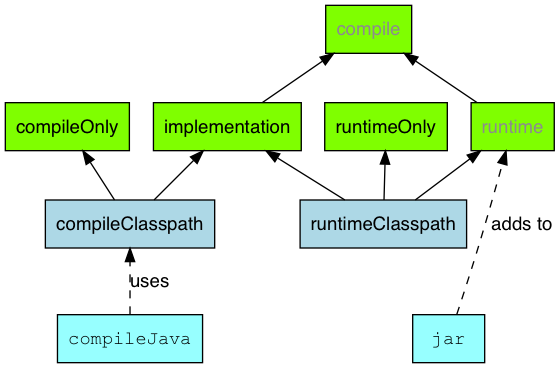 compile
compileOnly
implementation
runtimeOnly
runtime
compileClasspath
runtimeClasspath
adds to
uses
compileJava
jar